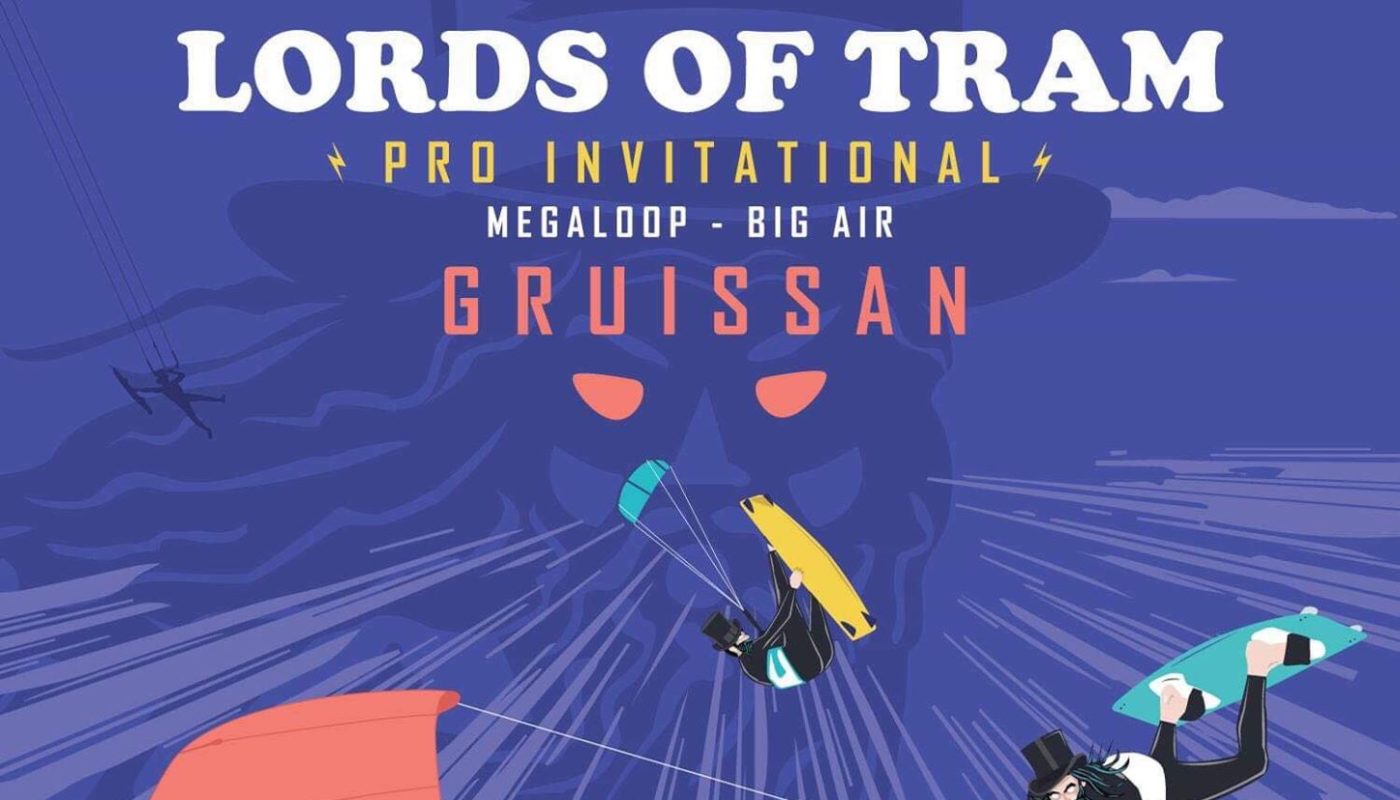 LORDS OF TRAM
PRO INVITATIONAL
MEGALOOP - BIG AIR
GRUISSAN